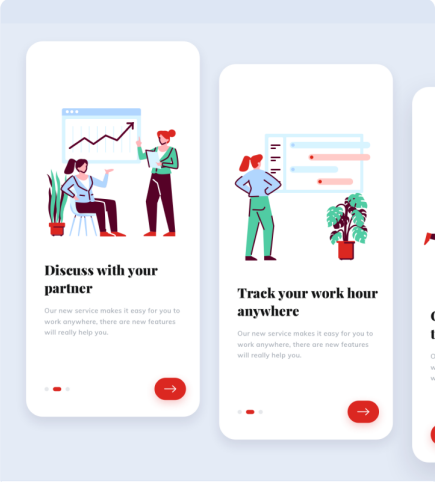 Discuss with your
partner
Our new service makes it easy for you to
work anywhere, there are new features
will really help you.
Track your work hour
anywhere
Our new service makes it easy for you to
work anywhere, there are new features
will really help you.